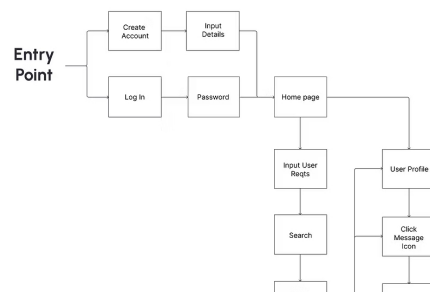 Create
Account
Input
Details
Entry
Point
Log In
Password
Home page
Input User
Reqts
User Profile
Search
Click
Message
Icon